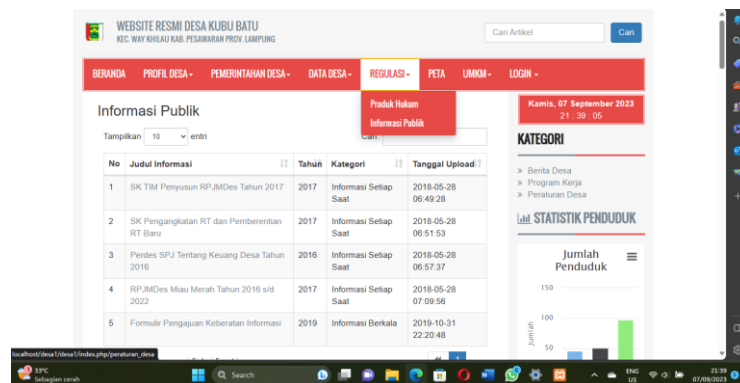 WEBSITE RESMI DESA KUBU BATU
KEC. WAY KHILAU KAB. PESAWARAN PROV. LAMPUNG
Cari Artikel
Cari
BERANDA PROFIL DESA PEMERINTAHAN DESA DATA DESA REGULASI PETA UMKM LOGIN
Produk Hukum
Informasi Publik
Kamis, 07 September 2023
21 : 39 : 05
Informasi Publik
Tampilkan 10 entri
Cari:
KATEGORI
No Judul Informasi Tahun Kategori Tanggal Upload
1 SK TIM Penyusun RPJMDes Tahun 2017 2017 Informasi Setiap Saat 2018-05-28 06:49:28
2 SK Pengangkatan RT dan Pemberentian RT Baru 2017 Informasi Setiap Saat 2018-05-28 06:51:53
3 Perdes SPJ Tentang Keuang Desa Tahun 2016 2016 Informasi Setiap Saat 2018-05-28 06:57:37
4 RPJMDes Miau Merah Tahun 2016 s/d 2022 2017 Informasi Setiap Saat 2018-05-28 07:09:56
5 Formulir Pengajuan Keberatan Informasi 2019 Informasi Berkala 2019-10-31 22:20:48
» Berita Desa
» Program Kerja
» Peraturan Desa
STATISTIK PENDUDUK
Jumlah
Penduduk
150
100
50
Jumlah
localhost/desa1/desa1/index.php/peraturan_desa
33°C
Sebagian cerah
Search
ENG
US
21:39
07/09/2023